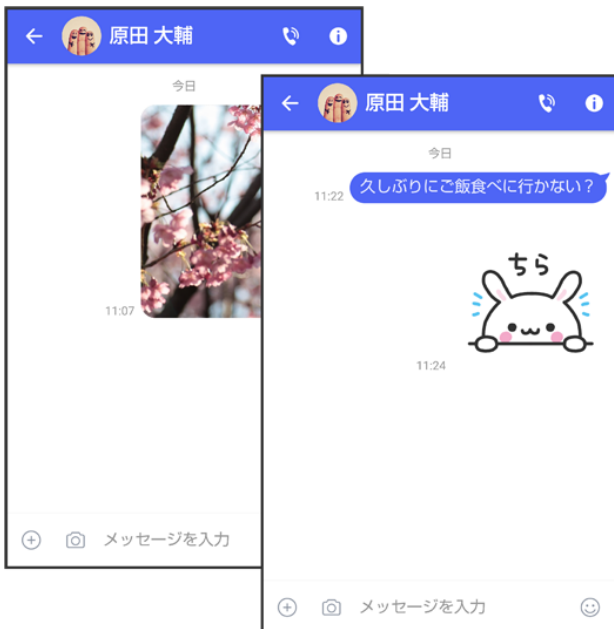 原田 大輔
今日
11:07
メッセージを入力
原田 大輔
今日
久しぶりにご飯食べに行かない？
11:22
ちら
11:24
メッセージを入力